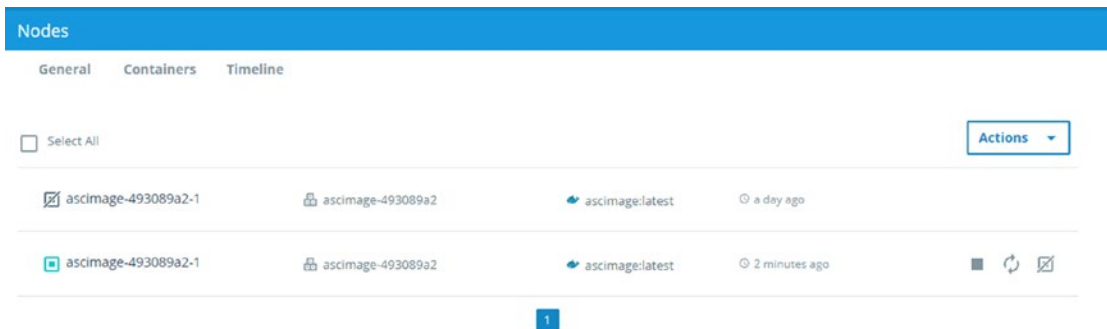 Nodes
General Containers Timeline
Select All Actions
ascimage-493089a2-1 ascimage-493089a2 ascimage:latest a day ago
ascimage-493089a2-1 ascimage-493089a2 ascimage:latest 2 minutes ago
1